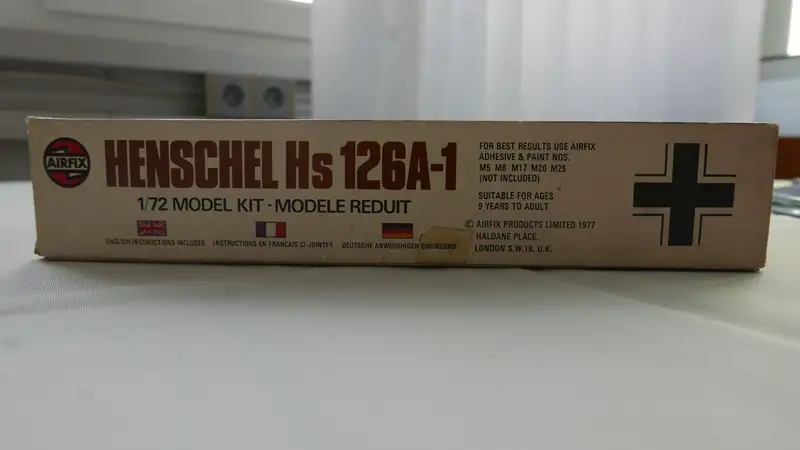 AIRFIX
HENSCHEL Hs 126A-1
1/72 MODEL KIT · MODELE REDUIT
ENGLISH INSTRUCTIONS INCLUDED
INSTRUCTIONS EN FRANCAIS CI-JOINTES
DEUTSCHE ANWEISUNGEN EINLIEGEND
FOR BEST RESULTS USE AIRFIX
ADHESIVE & PAINT NOS.
M5 M6 M17 M20 M25
(NOT INCLUDED)
SUITABLE FOR AGES
9 YEARS TO ADULT
© AIRFIX PRODUCTS LIMITED 1977
HALDANE PLACE,
LONDON S.W.18, U.K.